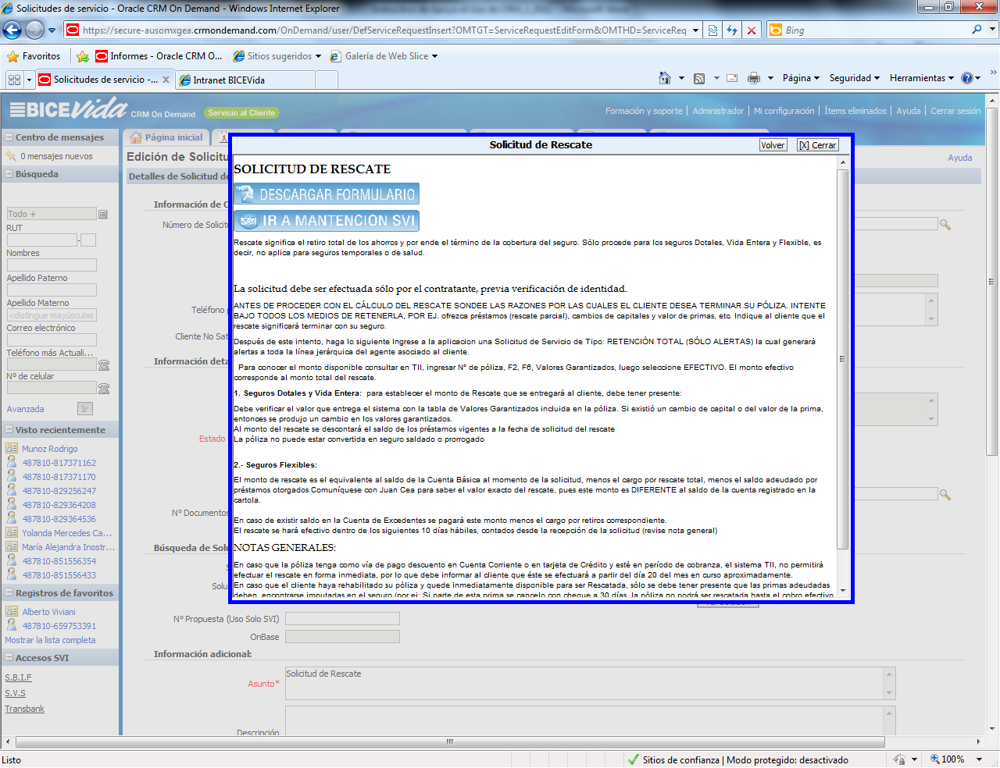 Solicitudes de servicio - Oracle CRM On Demand - Windows Internet Explorer
https://secure-ausomxgea.crmondemand.com/OnDemand/user/DefServiceRequestInsert?OMTGT=ServiceRequestEditForm&OMTHD=ServiceReq
Bing
Favoritos
Informes - Oracle CRM O...
Sitios sugeridos
Galería de Web Slice
Solicitudes de servicio -...
Intranet BICEVida
Página
Seguridad
Herramientas
BICEVida
CRM On Demand
Servicio al Cliente
Formación y soporte | Administrador | Mi configuración | Ítems eliminados | Ayuda | Cerrar sesión
Centro de mensajes
0 mensajes nuevos
Búsqueda
Todo +
RUT
-
Nombres
Apellido Paterno
Apellido Materno
<distingue mayúsculas
Correo electrónico
Teléfono más Actuali...
Nº de celular
Avanzada
Ir
Visto recientemente
Munoz Rodrigo
487810-817371162
487810-817371170
487810-829256247
487810-829364208
487810-829364536
Yolanda Mercedes Ca...
María Alejandra Inostr...
487810-851556354
487810-851556433
Registros de favoritos
Alberto Viviani
487810-659753391
Mostrar la lista completa
Accesos SVI
S.B.I.F
S.V.S
Transbank
Página inicial
Edición de Solicitu
Ayuda
Detalles de Solicitud de
Información de C
Número de Solicit
Teléfono
Cliente No Sat
Información deta
Estado
Nº Documentos
Búsqueda de Solu
Solu
Nº Propuesta (Uso Solo SVI)
OnBase
Información adicional:
Asunto*
Solicitud de Rescate
Descripción
Solicitud de Rescate
Volver
[X] Cerrar
SOLICITUD DE RESCATE
DESCARGAR FORMULARIO
SAVI IR A MANTENCION SVI
Rescate significa el retiro total de los ahorros y por ende el término de la cobertura del seguro. Sólo procede para los seguros Dotales, Vida Entera y Flexible, es
decir, no aplica para seguros temporales o de salud.
La solicitud debe ser efectuada sólo por el contratante, previa verificación de identidad.
ANTES DE PROCEDER CON EL CÁLCULO DEL RESCATE SONDEE LAS RAZONES POR LAS CUALES EL CLIENTE DESEA TERMINAR SU PÓLIZA. INTENTE
BAJO TODOS LOS MEDIOS DE RETENERLA, POR EJ. ofrezca préstamos (rescate parcial), cambios de capitales y valor de primas, etc. Indique al cliente que el
rescate significará terminar con su seguro.
Después de este intento, haga lo siguiente Ingrese a la aplicacion una Solicitud de Servicio de Tipo: RETENCIÓN TOTAL (SÓLO ALERTAS) la cual generará
alertas a toda la línea jerárquica del agente asociado al cliente.
Para conocer el monto disponible consultar en TII, ingresar N° de póliza, F2, F6, Valores Garantizados, luego seleccione EFECTIVO. El monto efectivo
corresponde al monto total del rescate.
1. Seguros Dotales y Vida Entera: para establecer el monto de Rescate que se entregará al cliente, debe tener presente:
Debe verificar el valor que entrega el sistema con la tabla de Valores Garantizados incluida en la póliza. Si existió un cambio de capital o del valor de la prima,
entonces se produjo un cambio en los valores garantizados.
Al monto del rescate se descontará el saldo de los préstamos vigentes a la fecha de solicitud del rescate
La póliza no puede estar convertida en seguro saldado o prorrogado
2.- Seguros Flexibles:
El monto de rescate es el equivalente al saldo de la Cuenta Básica al momento de la solicitud, menos el cargo por rescate total, menos el saldo adeudado por
préstamos otorgados.Comuníquese con Juan Cea para saber el valor exacto del rescate, pues este monto es DIFERENTE al saldo de la cuenta registrado en la
cartola.
En caso de existir saldo en la Cuenta de Excedentes se pagará este monto menos el cargo por retiros correspondiente.
El rescate se hará efectivo dentro de los siguientes 10 días hábiles, contados desde la recepción de la solicitud (revise nota general)
NOTAS GENERALES:
En caso que la póliza tenga como vía de pago descuento en Cuenta Corriente o en tarjeta de Crédito y esté en período de cobranza, el sistema TII, no permitirá
efectuar el rescate en forma inmediata, por lo que debe informar al cliente que éste se efectuará a partir del día 20 del mes en curso aproximadamente.
En caso que el cliente haya rehabilitado su póliza y quede inmediatamente disponible para ser Rescatada, sólo se debe tener presente que las primas adeudadas
deben encontrarse imputadas en el seguro (por ej: Si parte de esta prima se cancelo con cheque a 30 días, la póliza no podrá ser rescatada hasta el cobro efectivo
Listo
Sitios de confianza | Modo protegido: desactivado
100%